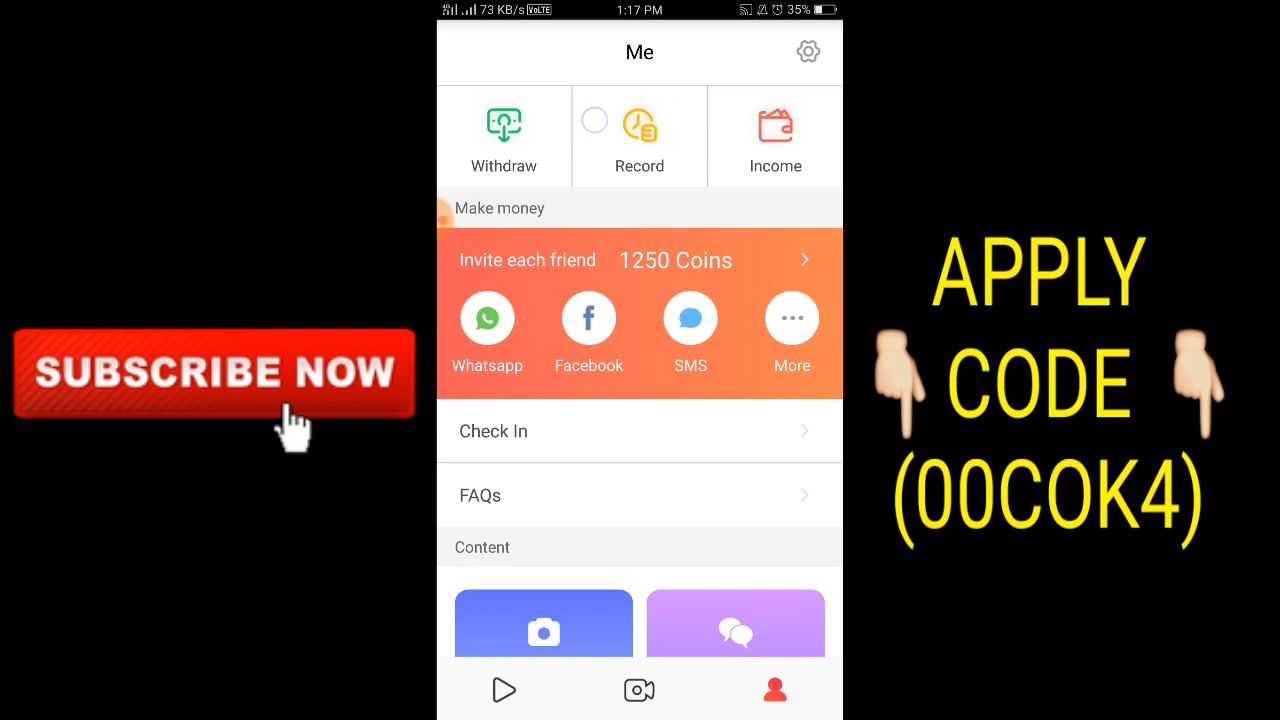 73 KB/s VoLTE 1:17 PM 35%
Me
Withdraw Record Income
Make money
Invite each friend 1250 Coins
Whatsapp Facebook SMS More
Check In
FAQs
Content
SUBSCRIBE NOW
APPLY
CODE
(00COK4)